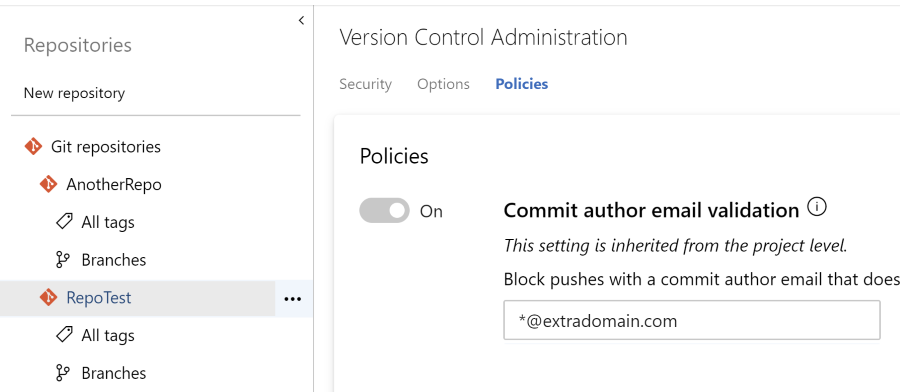 Repositories
New repository
Git repositories
AnotherRepo
All tags
Branches
RepoTest
All tags
Branches
Version Control Administration
Security Options Policies
Policies
On
Commit author email validation
This setting is inherited from the project level.
Block pushes with a commit author email that does
*@extradomain.com